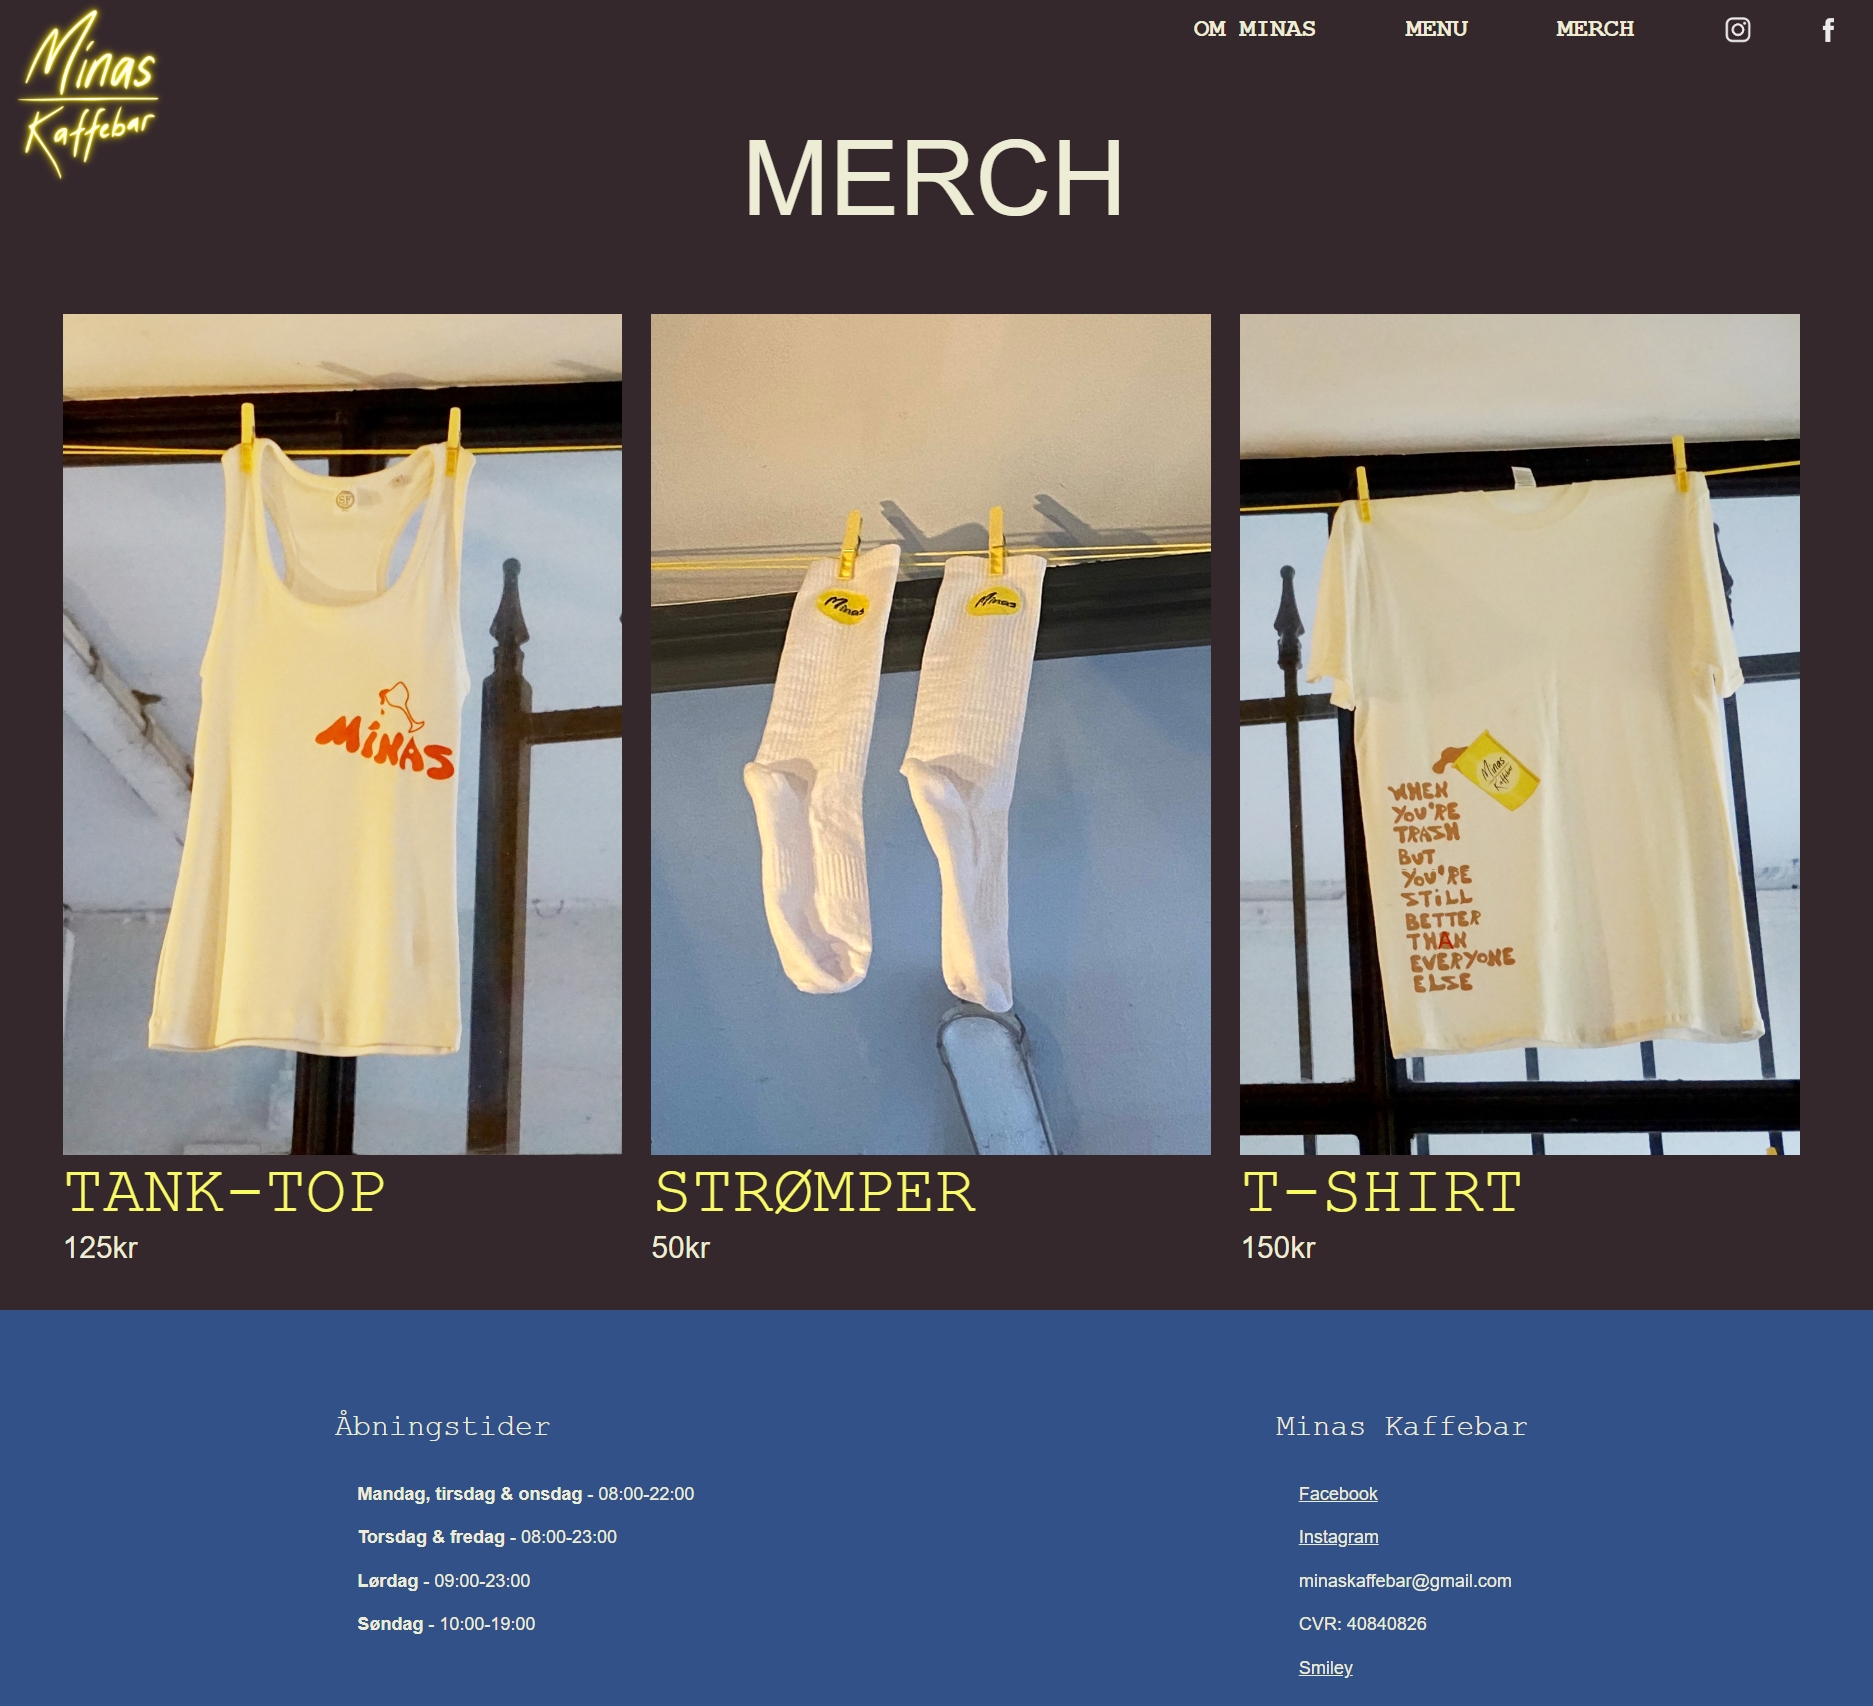 Minas
Kaffebar
OM MINAS
MENU
MERCH
MERCH
SF
MINAS
Minas
Minas
Minas
Kaffebar
WHEN
YOU'RE
TRASH
BUT
YOU'RE
STiLL
BETTER
THAN
EVERYONE
ELSE
TANK-TOP
125kr
STRØMPER
50kr
T-SHIRT
150kr
Åbningstider
Mandag, tirsdag & onsdag - 08:00-22:00
Torsdag & fredag - 08:00-23:00
Lørdag - 09:00-23:00
Søndag - 10:00-19:00
Minas Kaffebar
Facebook
Instagram
minaskaffebar@gmail.com
CVR: 40840826
Smiley